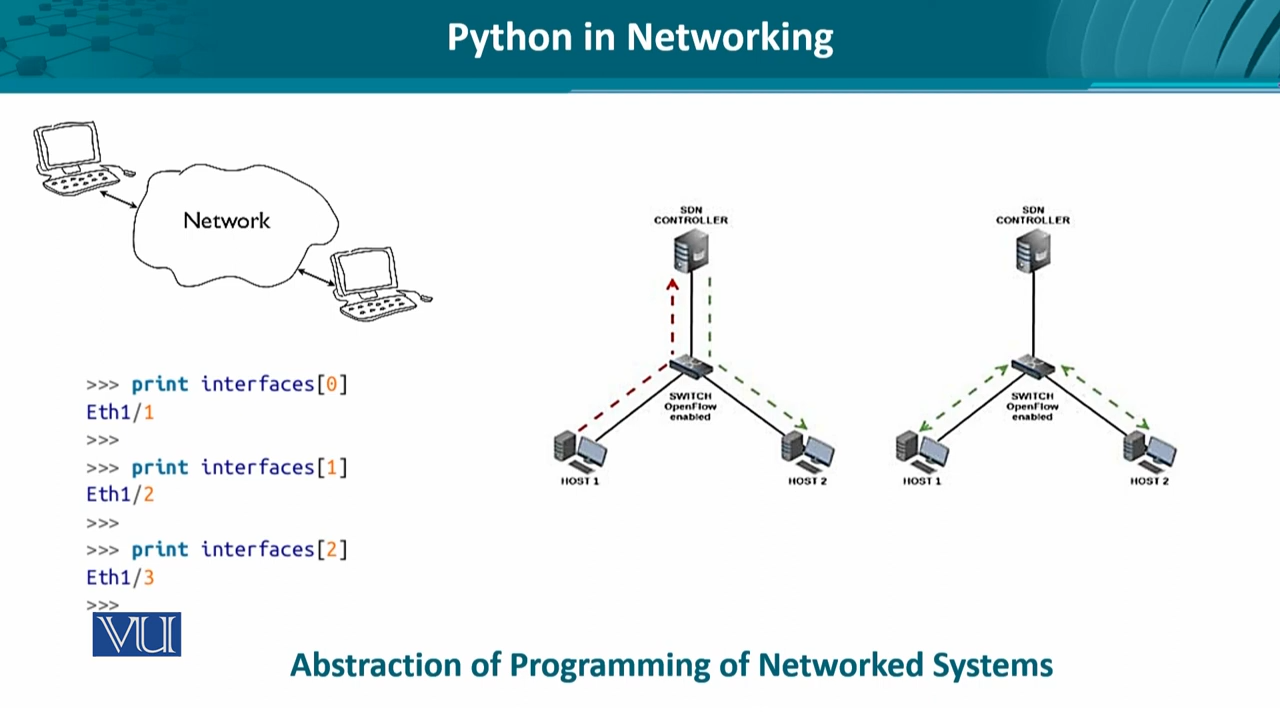 Python in Networking
Network
>>> print interfaces[0]
Eth1/1
>>>
>>> print interfaces[1]
Eth1/2
>>>
>>> print interfaces[2]
Eth1/3
>>>
VU
SDN
CONTROLLER
SWITCH
OpenFlow
enabled
HOST 1
HOST 2
SDN
CONTROLLER
SWITCH
OpenFlow
enabled
HOST 1
HOST 2
Abstraction of Programming of Networked Systems